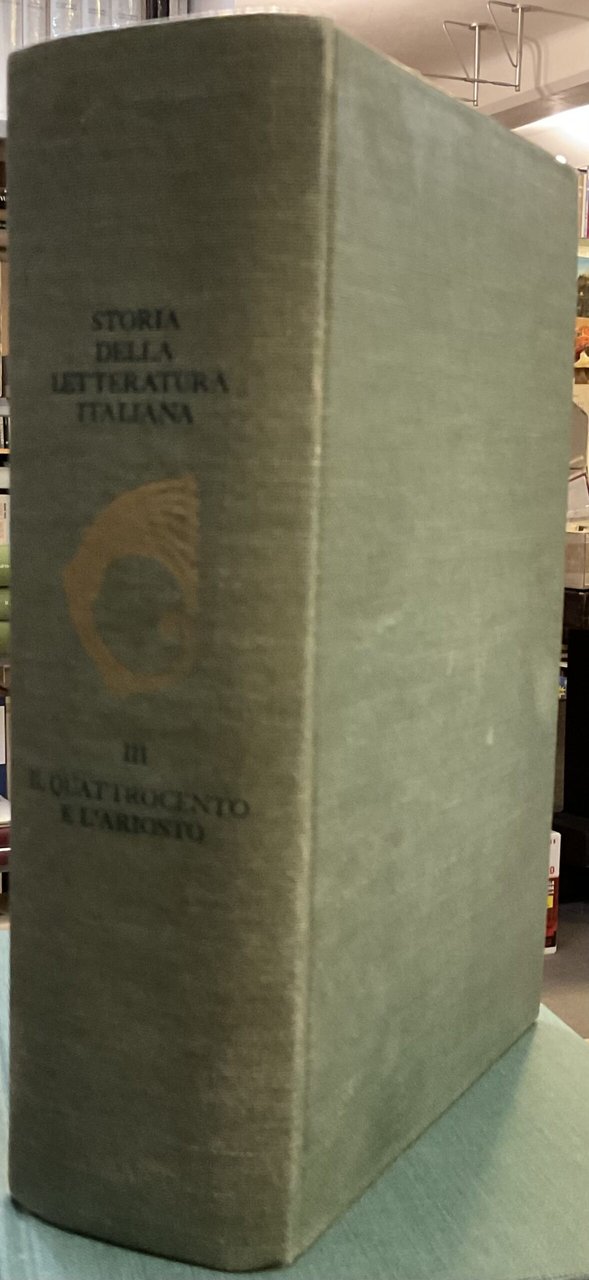 STORIA
DELLA
LETTERATURA
ITALIANA
III
IL QUATTROCENTO
E L'ARIOSTO